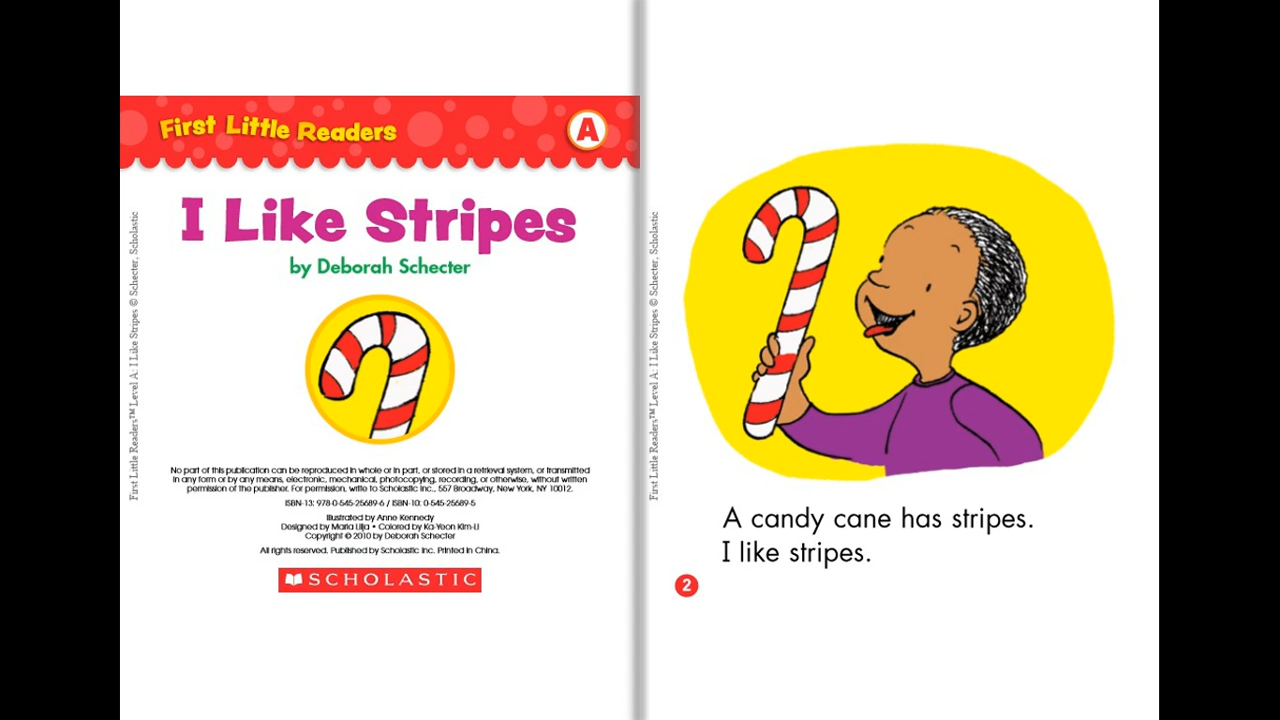 First Little Readers
A
I Like Stripes
by Deborah Schecter
First Little Readers™ Level A: I Like Stripes © Schecter, Scholastic
No part of this publication can be reproduced in whole or in part, or stored in a retrieval system, or transmitted
in any form or by any means, electronic, mechanical, photocopying, recording, or otherwise, without written
permission of the publisher. For permission, write to Scholastic Inc., 557 Broadway, New York, NY 10012.
ISBN-13: 978-0-545-25689-6 / ISBN-10: 0-545-25689-5
Illustrated by Anne Kennedy
Designed by Maria Lilja • Colored by Ka-Yeon Kim-Li
Copyright © 2010 by Deborah Schecter
All rights reserved. Published by Scholastic Inc. Printed in China.
SCHOLASTIC
First Little Readers™ Level A: I Like Stripes © Schecter, Scholastic
A candy cane has stripes.
I like stripes.
2